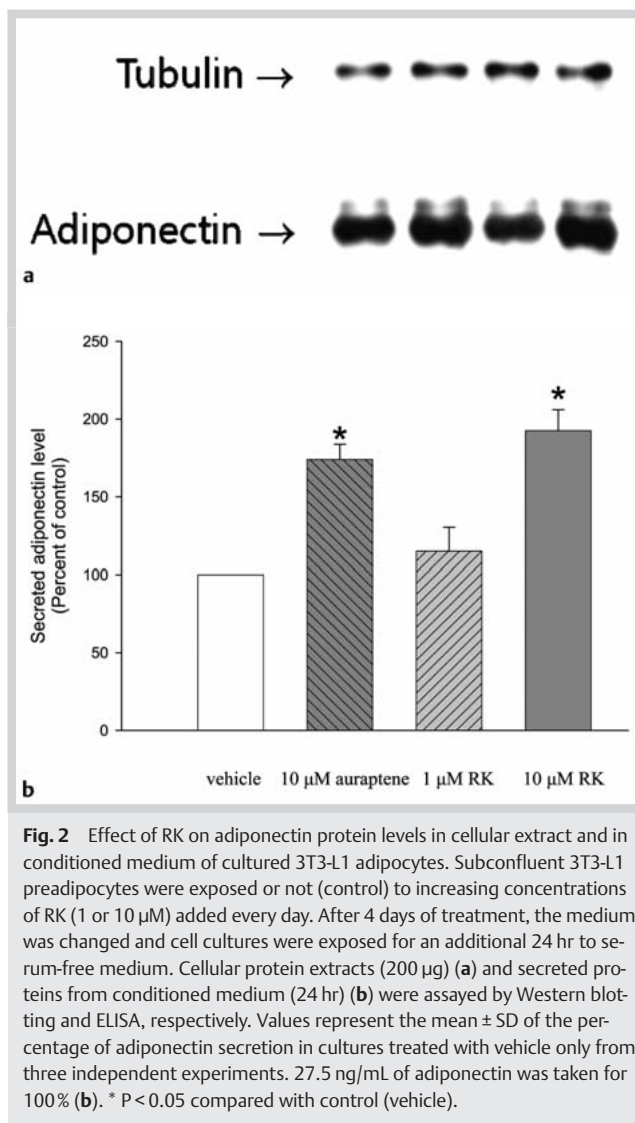 Tubulin →
Adiponectin →
a
250
200
150
100
50
0
Secreted adiponectin level
(Percent of control)
*
*
vehicle
10 µM auraptene
1 µM RK
10 µM RK
b
Fig. 2 Effect of RK on adiponectin protein levels in cellular extract and in
conditioned medium of cultured 3T3-L1 adipocytes. Subconfluent 3T3-L1
preadipocytes were exposed or not (control) to increasing concentrations
of RK (1 or 10 µM) added every day. After 4 days of treatment, the medium
was changed and cell cultures were exposed for an additional 24 hr to se-
rum-free medium. Cellular protein extracts (200 µg) (a) and secreted pro-
teins from conditioned medium (24 hr) (b) were assayed by Western blot-
ting and ELISA, respectively. Values represent the mean ± SD of the per-
centage of adiponectin secretion in cultures treated with vehicle only from
three independent experiments. 27.5 ng/mL of adiponectin was taken for
100% (b). * P < 0.05 compared with control (vehicle).